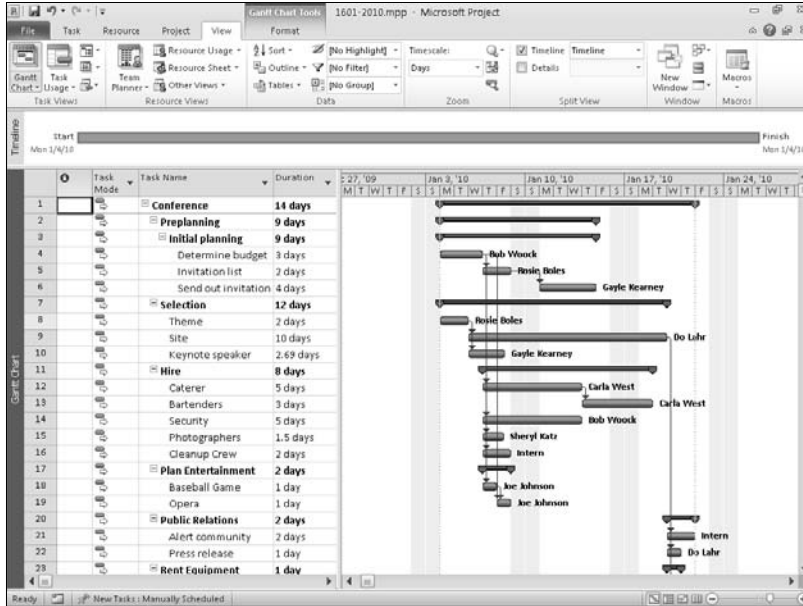 Gantt Chart Tools
1601-2010.mpp - Microsoft Project
File Task Resource Project View Format
Gantt Chart
Task Usage
Team Planner
Resource Usage
Resource Sheet
Other Views
Sort
Outline
Tables
[No Highlight]
[No Filter]
[No Group]
Timescale:
Days
Timeline Timeline
Details
New Window
Macros
Task Views Resource Views Data Zoom Split View Window Macros
Timeline
Start
Mon 1/4/10
Finish
Mon 1/4/1
Task Mode Task Name Duration
: 27, '09 Jan 3, '10 Jan 10, '10 Jan 17, '10 Jan 24, '10
M T W T F S S M T W T F S S M T W T F S S M T W T F S S M T W T
1 Conference 14 days
2 Preplanning 9 days
3 Initial planning 9 days
4 Determine budget 3 days Bob Woock
5 Invitation list 2 days Rosie Boles
6 Send out invitation 4 days Gayle Kearney
7 Selection 12 days
8 Theme 2 days Rosie Boles
9 Site 10 days Do Lahr
10 Keynote speaker 2.69 days Gayle Kearney
11 Hire 8 days
12 Caterer 5 days Carla West
13 Bartenders 3 days Carla West
14 Security 5 days Bob Woock
15 Photographers 1.5 days Sheryl Katz
16 Cleanup Crew 2 days Intern
17 Plan Entertainment 2 days
18 Baseball Game 1 day Joe Johnson
19 Opera 1 day Joe Johnson
20 Public Relations 2 days
21 Alert community 2 days Intern
22 Press release 1 day Do Lahr
23 Rent Equipment 1 day
Gantt Chart
Ready New Tasks : Manually Scheduled